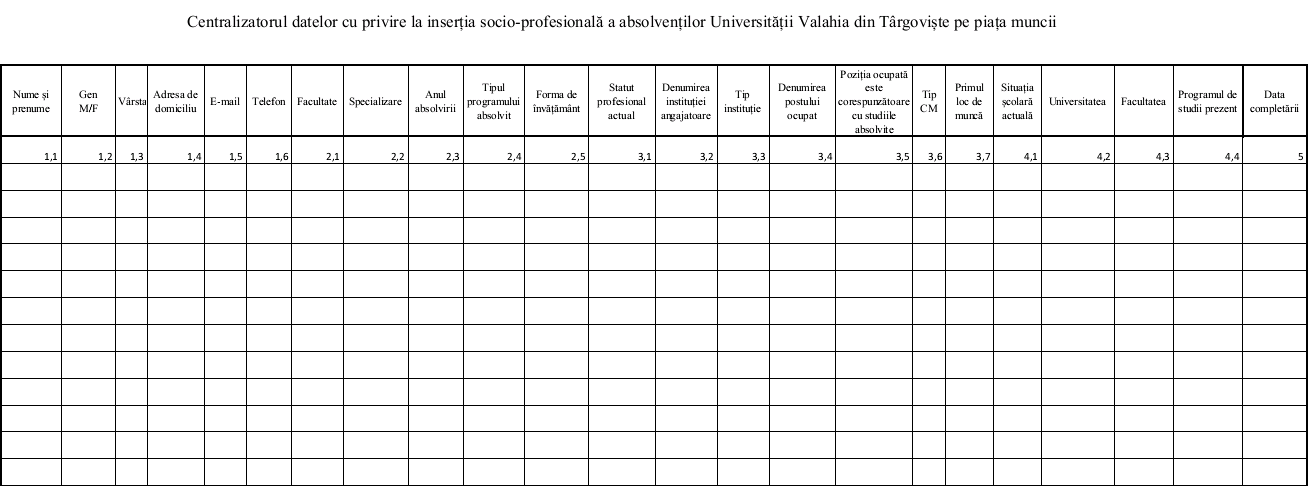 Centralizatorul datelor cu privire la inserția socio-profesională a absolvenților Universității Valahia din Târgoviște pe piața muncii
Nume și
prenume
Gen
M/F
Vârsta
Adresa de
domiciliu
E-mail
Telefon
Facultate
Specializare
Anul
absolvirii
Tipul
programului
absolvit
Forma de
învățământ
Statut
profesional
actual
Denumirea
instituției
angajatoare
Tip
instituție
Denumirea
postului
ocupat
Poziția ocupată
este
corespunzătoare
cu studiile
absolvite
Tip
CM
Primul
loc de
muncă
Situația
școlară
actuală
Universitatea
Facultatea
Programul de
studii prezent
Data
completării
1,1 1,2 1,3 1,4 1,5 1,6 2,1 2,2 2,3 2,4 2,5 3,1 3,2 3,3 3,4 3,5 3,6 3,7 4,1 4,2 4,3 4,4 5